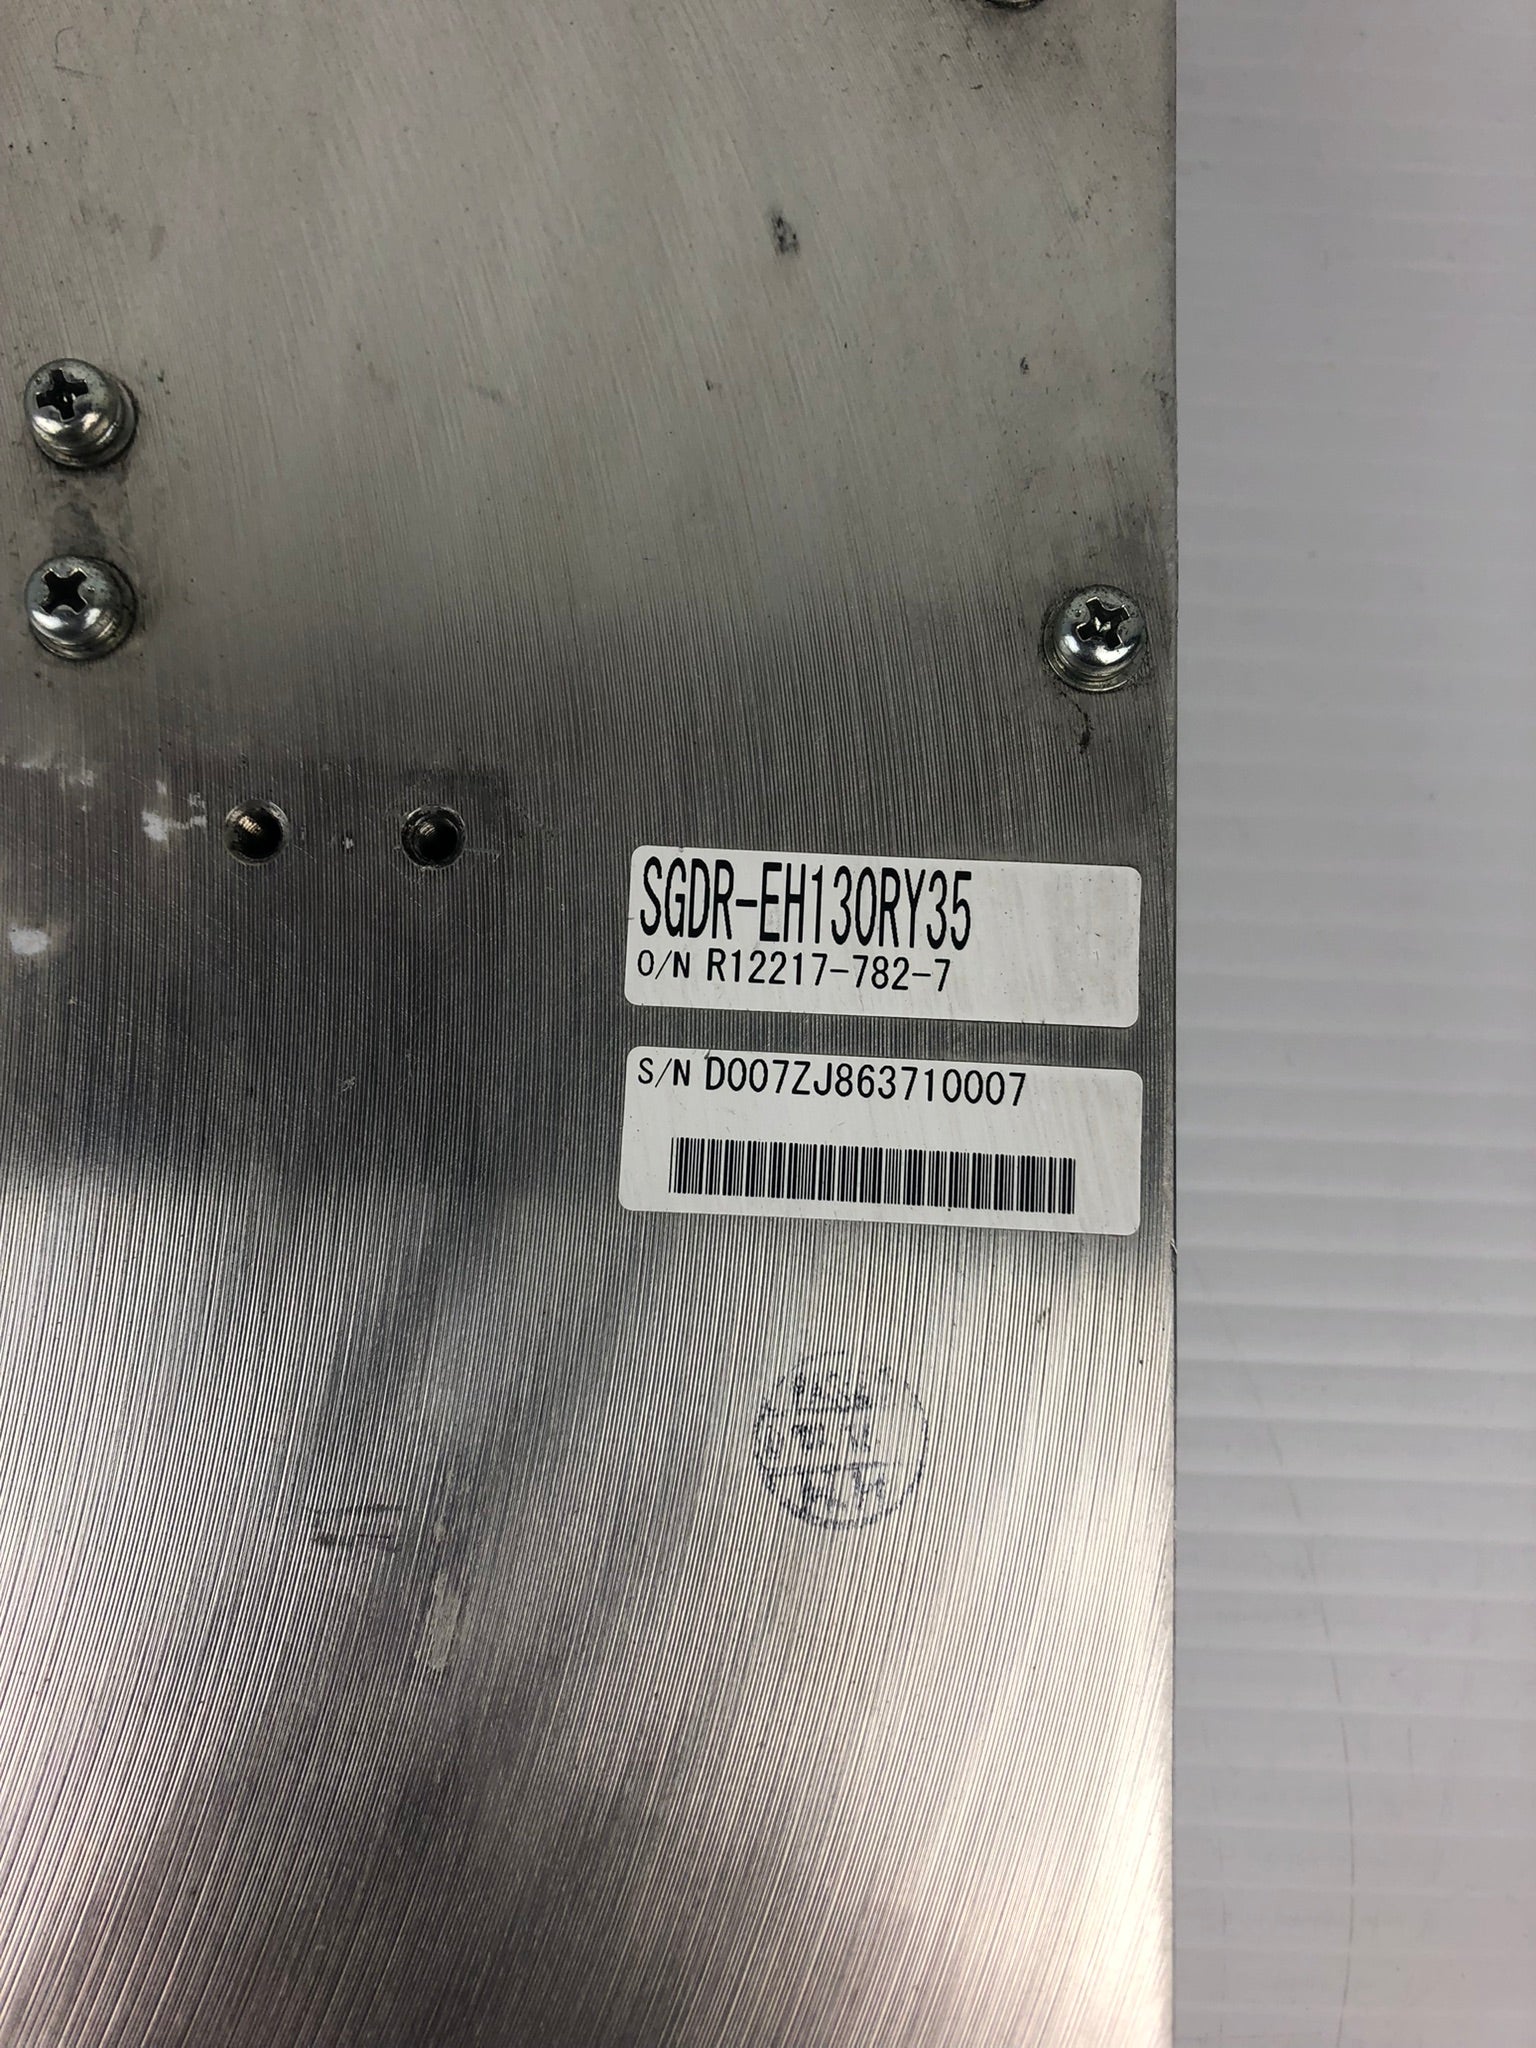 SGDR-EH130RY35
O/N R12217-782-7
S/N D007ZJ863710007